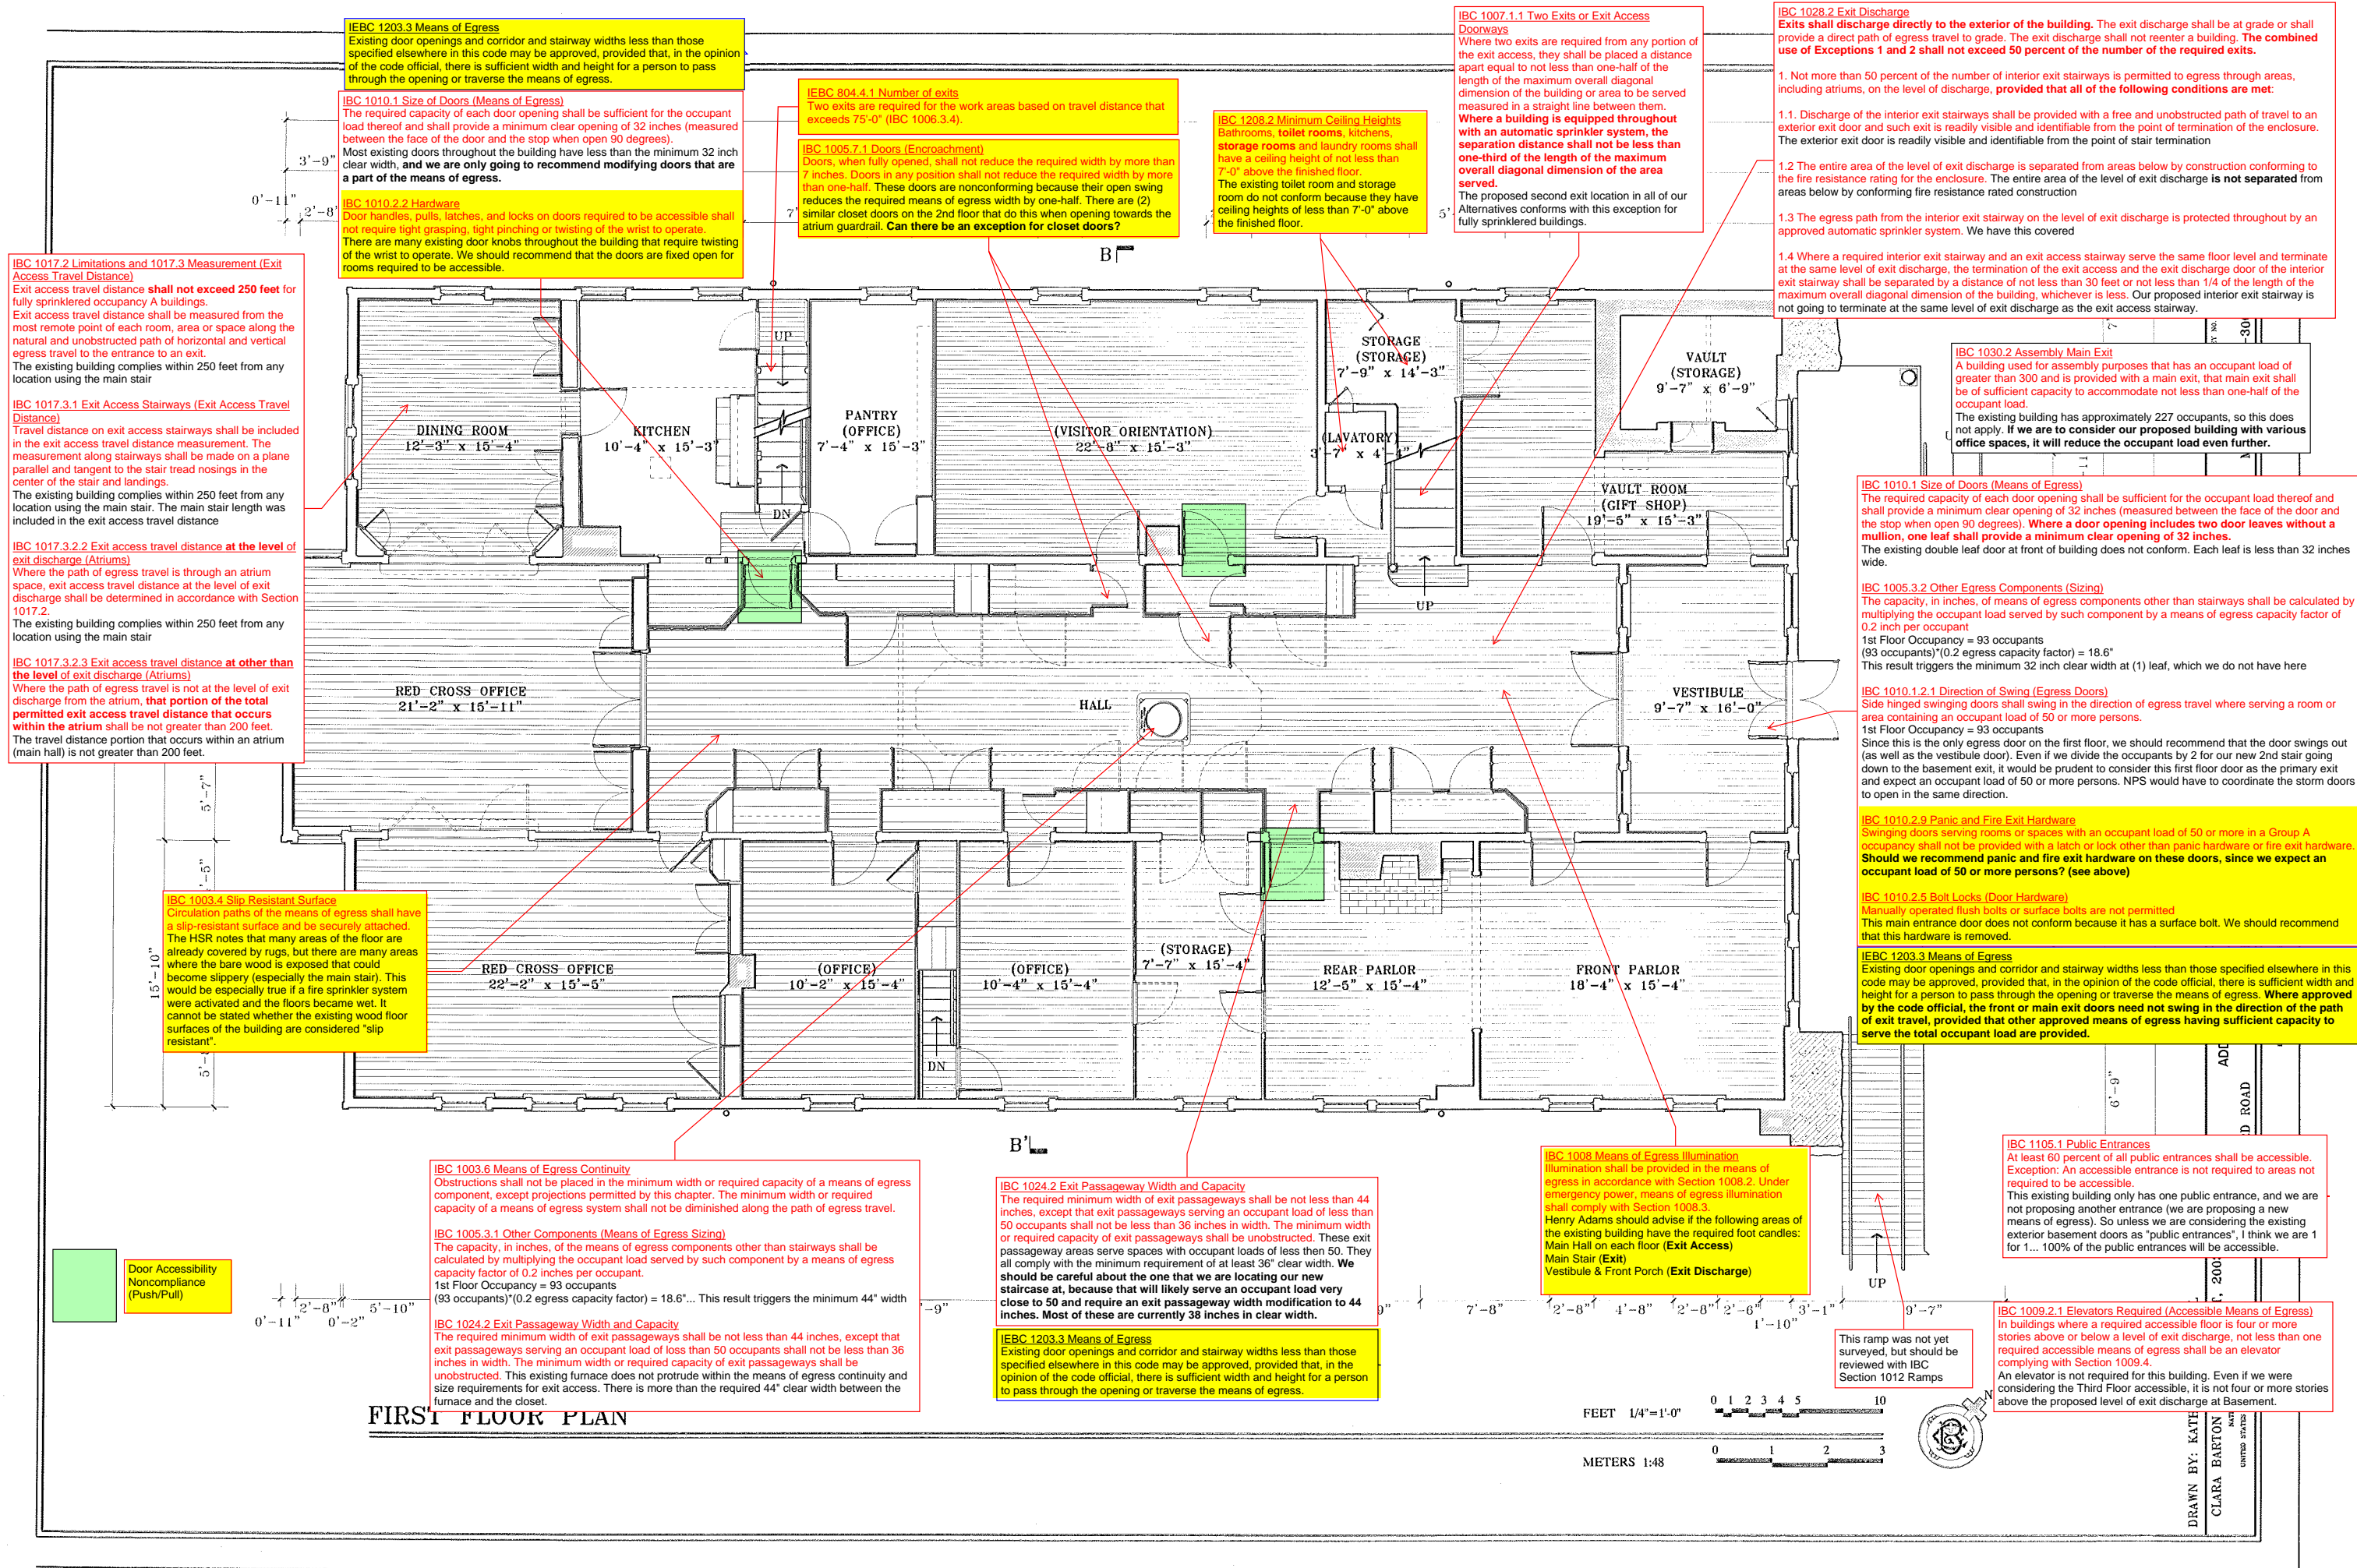 IEBC 1203.3 Means of Egress
Existing door openings and corridor and stairway widths less than those
specified elsewhere in this code may be approved, provided that, in the opinion
of the code official, there is sufficient width and height for a person to pass
through the opening or traverse the means of egress.
IBC 1010.1 Size of Doors (Means of Egress)
The required capacity of each door opening shall be sufficient for the occupant
load thereof and shall provide a minimum clear opening of 32 inches (measured
between the face of the door and the stop when open 90 degrees).
Most existing doors throughout the building have less than the minimum 32 inch
clear width, and we are only going to recommend modifying doors that are
a part of the means of egress.
IBC 1010.2.2 Hardware
Door handles, pulls, latches, and locks on doors required to be accessible shall
not require tight grasping, tight pinching or twisting of the wrist to operate.
There are many existing door knobs throughout the building that require twisting
of the wrist to operate. We should recommend that the doors are fixed open for
rooms required to be accessible.
IEBC 804.4.1 Number of exits
Two exits are required for the work areas based on travel distance that
exceeds 75'-0" (IBC 1006.3.4).
IBC 1005.7.1 Doors (Encroachment)
Doors, when fully opened, shall not reduce the required width by more than
7 inches. Doors in any position shall not reduce the required width by more
than one-half. These doors are nonconforming because their open swing
reduces the required means of egress width by one-half. There are (2)
similar closet doors on the 2nd floor that do this when opening towards the
atrium guardrail. Can there be an exception for closet doors?
IBC 1208.2 Minimum Ceiling Heights
Bathrooms, toilet rooms, kitchens,
storage rooms and laundry rooms shall
have a ceiling height of not less than
7'-0" above the finished floor.
The existing toilet room and storage
room do not conform because they have
ceiling heights of less than 7'-0" above
the finished floor.
IBC 1007.1.1 Two Exits or Exit Access
Doorways
Where two exits are required from any portion of
the exit access, they shall be placed a distance
apart equal to not less than one-half of the
length of the maximum overall diagonal
dimension of the building or area to be served
measured in a straight line between them.
Where a building is equipped throughout
with an automatic sprinkler system, the
separation distance shall not be less than
one-third of the length of the maximum
overall diagonal dimension of the area
served.
The proposed second exit location in all of our
Alternatives conforms with this exception for
fully sprinklered buildings.
IBC 1028.2 Exit Discharge
Exits shall discharge directly to the exterior of the building. The exit discharge shall be at grade or shall
provide a direct path of egress travel to grade. The exit discharge shall not reenter a building. The combined
use of Exceptions 1 and 2 shall not exceed 50 percent of the number of the required exits.
1. Not more than 50 percent of the number of interior exit stairways is permitted to egress through areas,
including atriums, on the level of discharge, provided that all of the following conditions are met:
1.1. Discharge of the interior exit stairways shall be provided with a free and unobstructed path of travel to an
exterior exit door and such exit is readily visible and identifiable from the point of termination of the enclosure.
The exterior exit door is readily visible and identifiable from the point of stair termination
1.2 The entire area of the level of exit discharge is separated from areas below by construction conforming to
the fire resistance rating for the enclosure. The entire area of the level of exit discharge is not separated from
areas below by conforming fire resistance rated construction
1.3 The egress path from the interior exit stairway on the level of exit discharge is protected throughout by an
approved automatic sprinkler system. We have this covered
1.4 Where a required interior exit stairway and an exit access stairway serve the same floor level and terminate
at the same level of exit discharge, the termination of the exit access and the exit discharge door of the interior
exit stairway shall be separated by a distance of not less than 30 feet or not less than 1/4 of the length of the
maximum overall diagonal dimension of the building, whichever is less. Our proposed interior exit stairway is
not going to terminate at the same level of exit discharge as the exit access stairway.
3'-9"
0'-11"
2'-8"
B
IBC 1017.2 Limitations and 1017.3 Measurement (Exit
Access Travel Distance)
Exit access travel distance shall not exceed 250 feet for
fully sprinklered occupancy A buildings.
Exit access travel distance shall be measured from the
most remote point of each room, area or space along the
natural and unobstructed path of horizontal and vertical
egress travel to the entrance to an exit.
The existing building complies within 250 feet from any
location using the main stair
IBC 1017.3.1 Exit Access Stairways (Exit Access Travel
Distance)
Travel distance on exit access stairways shall be included
in the exit access travel distance measurement. The
measurement along stairways shall be made on a plane
parallel and tangent to the stair tread nosings in the
center of the stair and landings.
The existing building complies within 250 feet from any
location using the main stair. The main stair length was
included in the exit access travel distance
IBC 1017.3.2.2 Exit access travel distance at the level of
exit discharge (Atriums)
Where the path of egress travel is through an atrium
space, exit access travel distance at the level of exit
discharge shall be determined in accordance with Section
1017.2.
The existing building complies within 250 feet from any
location using the main stair
IBC 1017.3.2.3 Exit access travel distance at other than
the level of exit discharge (Atriums)
Where the path of egress travel is not at the level of exit
discharge from the atrium, that portion of the total
permitted exit access travel distance that occurs
within the atrium shall be not greater than 200 feet.
The travel distance portion that occurs within an atrium
(main hall) is not greater than 200 feet.
DINING ROOM
12'-3" x 15'-4"
KITCHEN
10'-4" x 15'-3"
UP
DN
PANTRY
(OFFICE)
7'-4" x 15'-3"
(VISITOR ORIENTATION)
22'-8" x 15'-3"
STORAGE
(STORAGE)
7'-9" x 14'-3"
(LAVATORY)
3'-7" x 4'-4"
UP
VAULT
(STORAGE)
9'-7" x 6'-9"
VAULT ROOM
(GIFT SHOP)
19'-5" x 15'-3"
IBC 1030.2 Assembly Main Exit
A building used for assembly purposes that has an occupant load of
greater than 300 and is provided with a main exit, that main exit shall
be of sufficient capacity to accommodate not less than one-half of the
occupant load.
The existing building has approximately 227 occupants, so this does
not apply. If we are to consider our proposed building with various
office spaces, it will reduce the occupant load even further.
IBC 1010.1 Size of Doors (Means of Egress)
The required capacity of each door opening shall be sufficient for the occupant load thereof and
shall provide a minimum clear opening of 32 inches (measured between the face of the door and
the stop when open 90 degrees). Where a door opening includes two door leaves without a
mullion, one leaf shall provide a minimum clear opening of 32 inches.
The existing double leaf door at front of building does not conform. Each leaf is less than 32 inches
wide.
IBC 1005.3.2 Other Egress Components (Sizing)
The capacity, in inches, of means of egress components other than stairways shall be calculated by
multiplying the occupant load served by such component by a means of egress capacity factor of
0.2 inch per occupant
1st Floor Occupancy = 93 occupants
(93 occupants)*(0.2 egress capacity factor) = 18.6"
This result triggers the minimum 32 inch clear width at (1) leaf, which we do not have here
IBC 1010.1.2.1 Direction of Swing (Egress Doors)
Side hinged swinging doors shall swing in the direction of egress travel where serving a room or
area containing an occupant load of 50 or more persons.
1st Floor Occupancy = 93 occupants
Since this is the only egress door on the first floor, we should recommend that the door swings out
(as well as the vestibule door). Even if we divide the occupants by 2 for our new 2nd stair going
down to the basement exit, it would be prudent to consider this first floor door as the primary exit
and expect an occupant load of 50 or more persons. NPS would have to coordinate the storm doors
to open in the same direction.
IBC 1010.2.9 Panic and Fire Exit Hardware
Swinging doors serving rooms or spaces with an occupant load of 50 or more in a Group A
occupancy shall not be provided with a latch or lock other than panic hardware or fire exit hardware.
Should we recommend panic and fire exit hardware on these doors, since we expect an
occupant load of 50 or more persons? (see above)
IBC 1010.2.5 Bolt Locks (Door Hardware)
Manually operated flush bolts or surface bolts are not permitted
This main entrance door does not conform because it has a surface bolt. We should recommend
that this hardware is removed.
IEBC 1203.3 Means of Egress
Existing door openings and corridor and stairway widths less than those specified elsewhere in this
code may be approved, provided that, in the opinion of the code official, there is sufficient width and
height for a person to pass through the opening or traverse the means of egress. Where approved
by the code official, the front or main exit doors need not swing in the direction of the path
of exit travel, provided that other approved means of egress having sufficient capacity to
serve the total occupant load are provided.
RED CROSS OFFICE
21'-2" x 15'-11"
HALL
VESTIBULE
9'-7" x 16'-0"
5'-7"
15'-10"
IBC 1003.4 Slip Resistant Surface
Circulation paths of the means of egress shall have
a slip-resistant surface and be securely attached.
The HSR notes that many areas of the floor are
already covered by rugs, but there are many areas
where the bare wood is exposed that could
become slippery (especially the main stair). This
would be especially true if a fire sprinkler system
were activated and the floors became wet. It
cannot be stated whether the existing wood floor
surfaces of the building are considered "slip
resistant".
RED CROSS OFFICE
22'-2" x 15'-5"
(OFFICE)
10'-2" x 15'-4"
DN
(OFFICE)
10'-4" x 15'-4"
(STORAGE)
7'-7" x 15'-4"
REAR PARLOR
12'-5" x 15'-4"
FRONT PARLOR
18'-4" x 15'-4"
6'-9"
B'
IBC 1003.6 Means of Egress Continuity
Obstructions shall not be placed in the minimum width or required capacity of a means of egress
component, except projections permitted by this chapter. The minimum width or required
capacity of a means of egress system shall not be diminished along the path of egress travel.
IBC 1005.3.1 Other Components (Means of Egress Sizing)
The capacity, in inches, of the means of egress components other than stairways shall be
calculated by multiplying the occupant load served by such component by a means of egress
capacity factor of 0.2 inches per occupant.
1st Floor Occupancy = 93 occupants
(93 occupants)*(0.2 egress capacity factor) = 18.6"... This result triggers the minimum 44" width
IBC 1024.2 Exit Passageway Width and Capacity
The required minimum width of exit passageways shall be not less than 44 inches, except that
exit passageways serving an occupant load of loss than 50 occupants shall not be less than 36
inches in width. The minimum width or required capacity of exit passageways shall be
unobstructed. This existing furnace does not protrude within the means of egress continuity and
size requirements for exit access. There is more than the required 44" clear width between the
furnace and the closet.
IBC 1024.2 Exit Passageway Width and Capacity
The required minimum width of exit passageways shall be not less than 44
inches, except that exit passageways serving an occupant load of less than
50 occupants shall not be less than 36 inches in width. The minimum width
or required capacity of exit passageways shall be unobstructed. These exit
passageway areas serve spaces with occupant loads of less then 50. They
all comply with the minimum requirement of at least 36" clear width. We
should be careful about the one that we are locating our new
staircase at, because that will likely serve an occupant load very
close to 50 and require an exit passageway width modification to 44
inches. Most of these are currently 38 inches in clear width.
IEBC 1203.3 Means of Egress
Existing door openings and corridor and stairway widths less than those
specified elsewhere in this code may be approved, provided that, in the
opinion of the code official, there is sufficient width and height for a person
to pass through the opening or traverse the means of egress.
IBC 1008 Means of Egress Illumination
Illumination shall be provided in the means of
egress in accordance with Section 1008.2. Under
emergency power, means of egress illumination
shall comply with Section 1008.3.
Henry Adams should advise if the following areas of
the existing building have the required foot candles:
Main Hall on each floor (Exit Access)
Main Stair (Exit)
Vestibule & Front Porch (Exit Discharge)
IBC 1105.1 Public Entrances
At least 60 percent of all public entrances shall be accessible.
Exception: An accessible entrance is not required to areas not
required to be accessible.
This existing building only has one public entrance, and we are
not proposing another entrance (we are proposing a new
means of egress). So unless we are considering the existing
exterior basement doors as "public entrances", I think we are 1
for 1... 100% of the public entrances will be accessible.
Door Accessibility
Noncompliance
(Push/Pull)
UP
0'-11"
2'-8"
0'-2"
5'-10"
7'-8"
2'-8"
4'-8"
2'-8"
2'-6"
1'-10"
3'-1"
9'-7"
This ramp was not yet
surveyed, but should be
reviewed with IBC
Section 1012 Ramps
IBC 1009.2.1 Elevators Required (Accessible Means of Egress)
In buildings where a required accessible floor is four or more
stories above or below a level of exit discharge, not less than one
required accessible means of egress shall be an elevator
complying with Section 1009.4.
An elevator is not required for this building. Even if we were
considering the Third Floor accessible, it is not four or more stories
above the proposed level of exit discharge at Basement.
FIRST FLOOR PLAN
FEET 1/4"=1'-0"
0 1 2 3 4 5 10
METERS 1:48
0 1 2 3
N
DRAWN BY: KATE
CLARA BARTON
UNITED STATES
ROAD